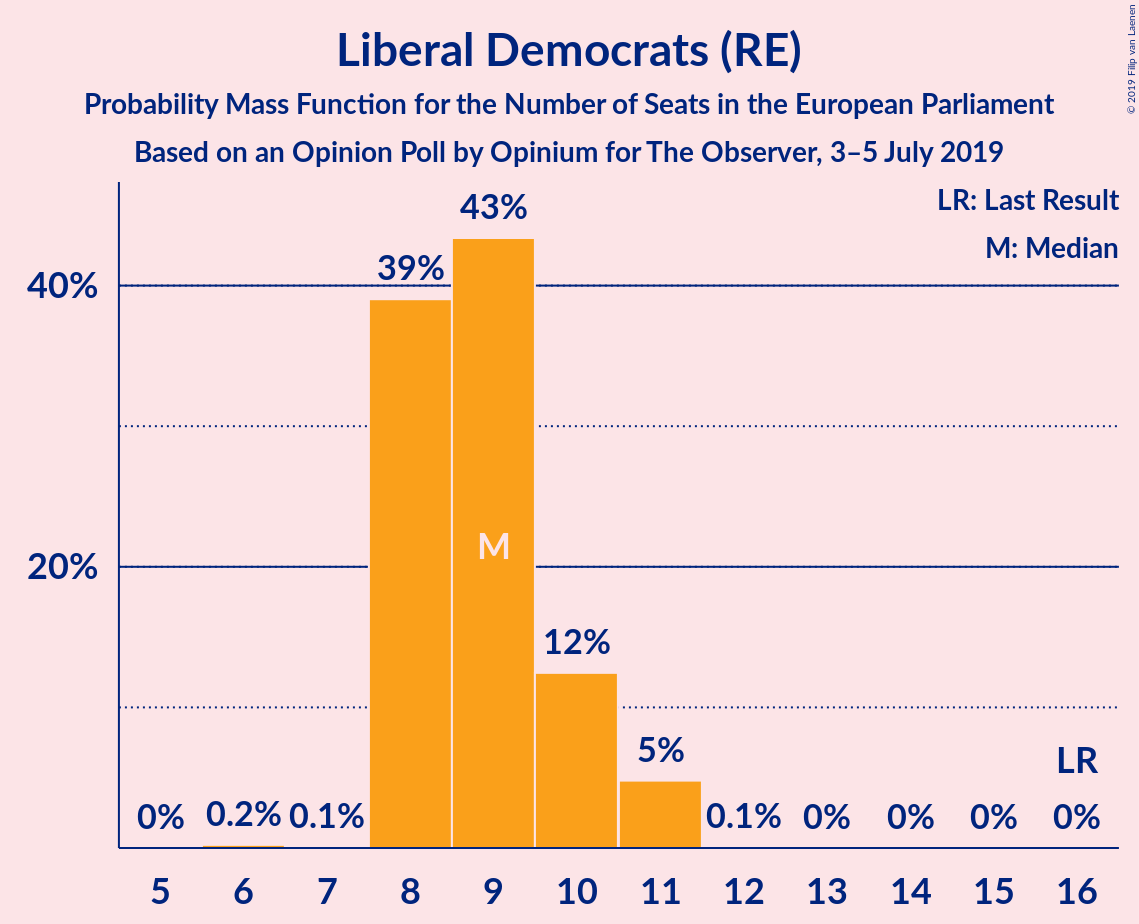 Liberal Democrats (RE)
Probability Mass Function for the Number of Seats in the European Parliament
Based on an Opinion Poll by Opinium for The Observer, 3–5 July 2019
© 2019 Filip van Laenen
LR: Last Result
M: Median
43%
39%
40%
M
20%
12%
5%
LR
0% 0.2% 0.1% 0.1% 0% 0% 0% 0%
5 6 7 8 9 10 11 12 13 14 15 16